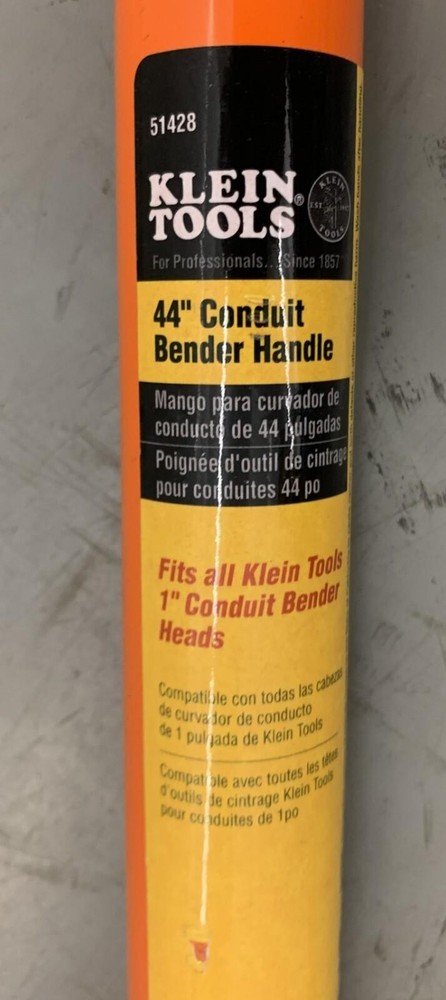 51428
KLEIN
TOOLS®
KLEIN
EST.
TOOLS
For Professionals...Since 1857
44" Conduit
Bender Handle
Mango para curvador de
conducto de 44 pulgadas
Poignée d'outil de cintrage
pour conduites 44 po
Fits all Klein Tools
1" Conduit Bender
Heads
Compatible con todas las cabezas
de curvador de conducto
de 1 pulgada de Klein Tools
Compatible avec toutes les têtes
d'outils de cintrage Klein Tools
pour conduites de 1po